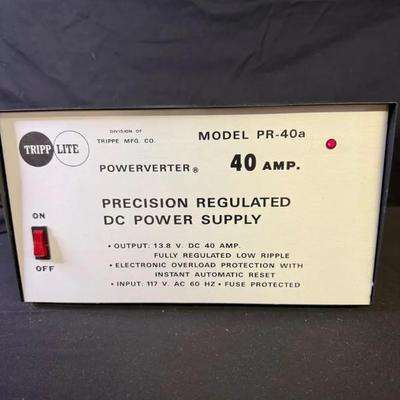 TRIPP LITE
DIVISION OF
TRIPPE MFG. CO.
MODEL PR-40a
POWERVERTER®
40 AMP.
PRECISION REGULATED
DC POWER SUPPLY
ON
OFF
• OUTPUT: 13.8 V. DC 40 AMP.
FULLY REGULATED LOW RIPPLE
• ELECTRONIC OVERLOAD PROTECTION WITH
INSTANT AUTOMATIC RESET
• INPUT: 117 V. AC 60 HZ • FUSE PROTECTED